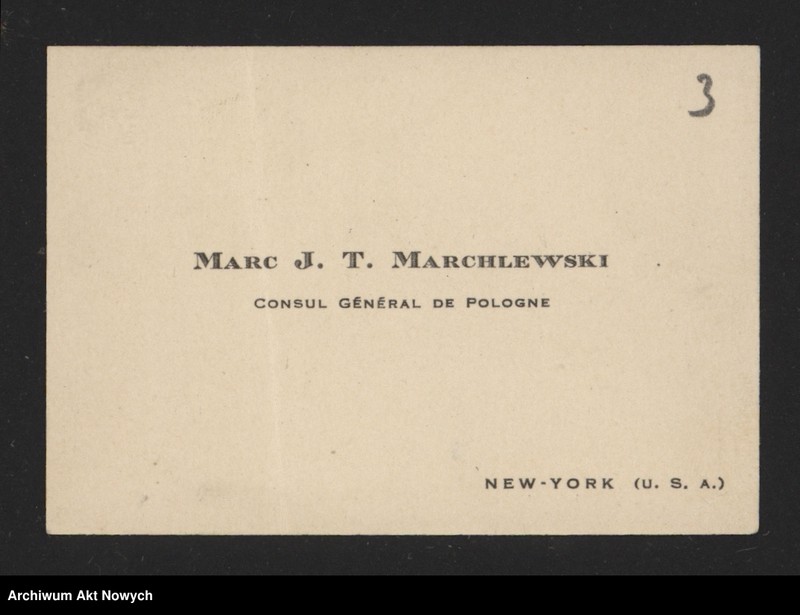 3
MARC J. T. MARCHLEWSKI
CONSUL GÉNÉRAL DE POLOGNE
NEW-YORK (U. S. A.)
Archiwum Akt Nowych